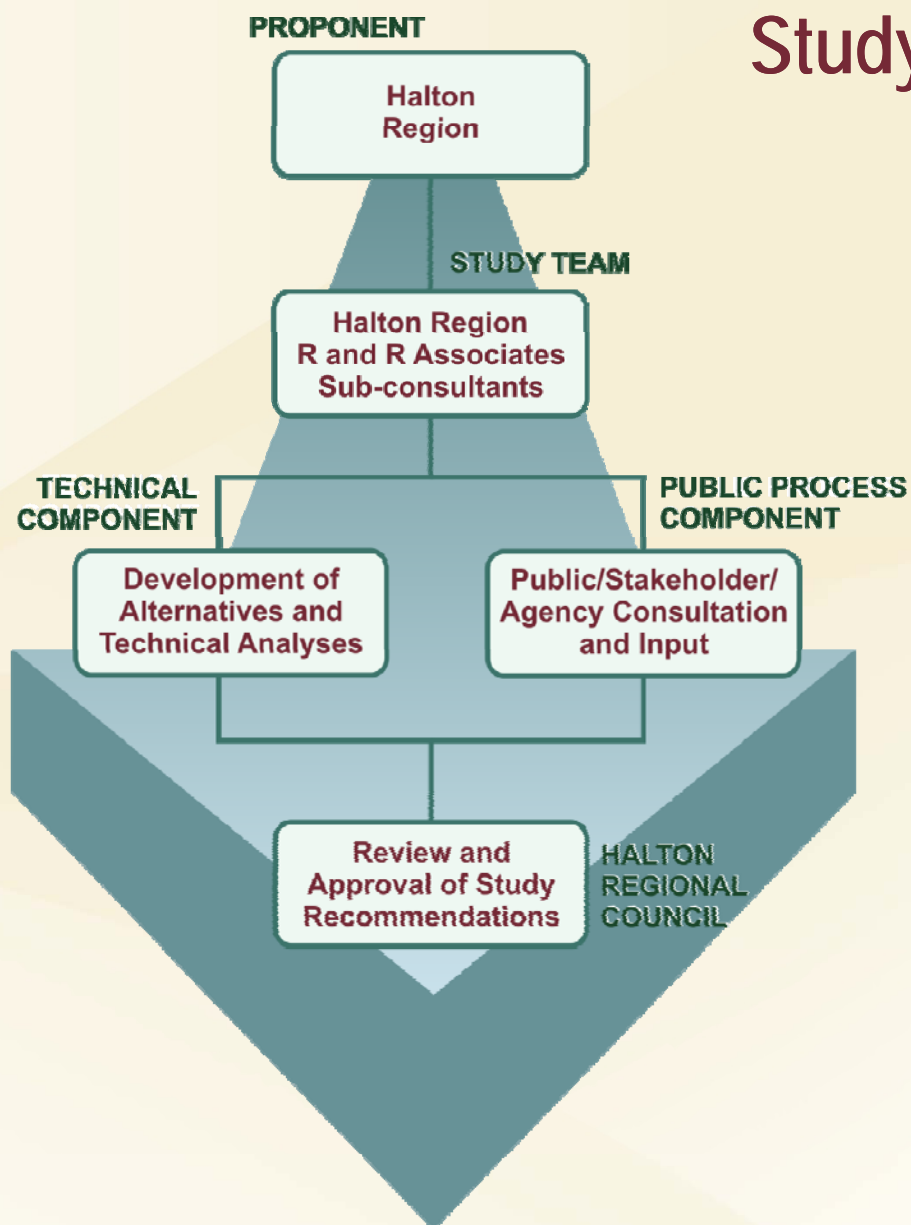 Study
PROPONENT
Halton
Region
STUDY TEAM
Halton Region
R and R Associates
Sub-consultants
TECHNICAL
COMPONENT
PUBLIC PROCESS
COMPONENT
Development of
Alternatives and
Technical Analyses
Public/Stakeholder/
Agency Consultation
and Input
Review and
Approval of Study
Recommendations
HALTON
REGIONAL
COUNCIL